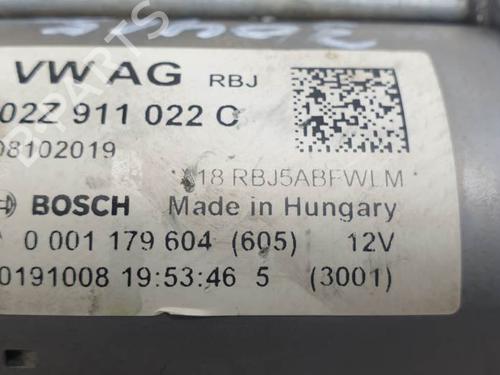 VW AG RBJ
02Z 911 022 C
08102019
18 RBJ5ABFWLM
BOSCH Made in Hungary
0 001 179 604 (605) 12V
0191008 19:53:46 5 (3001)